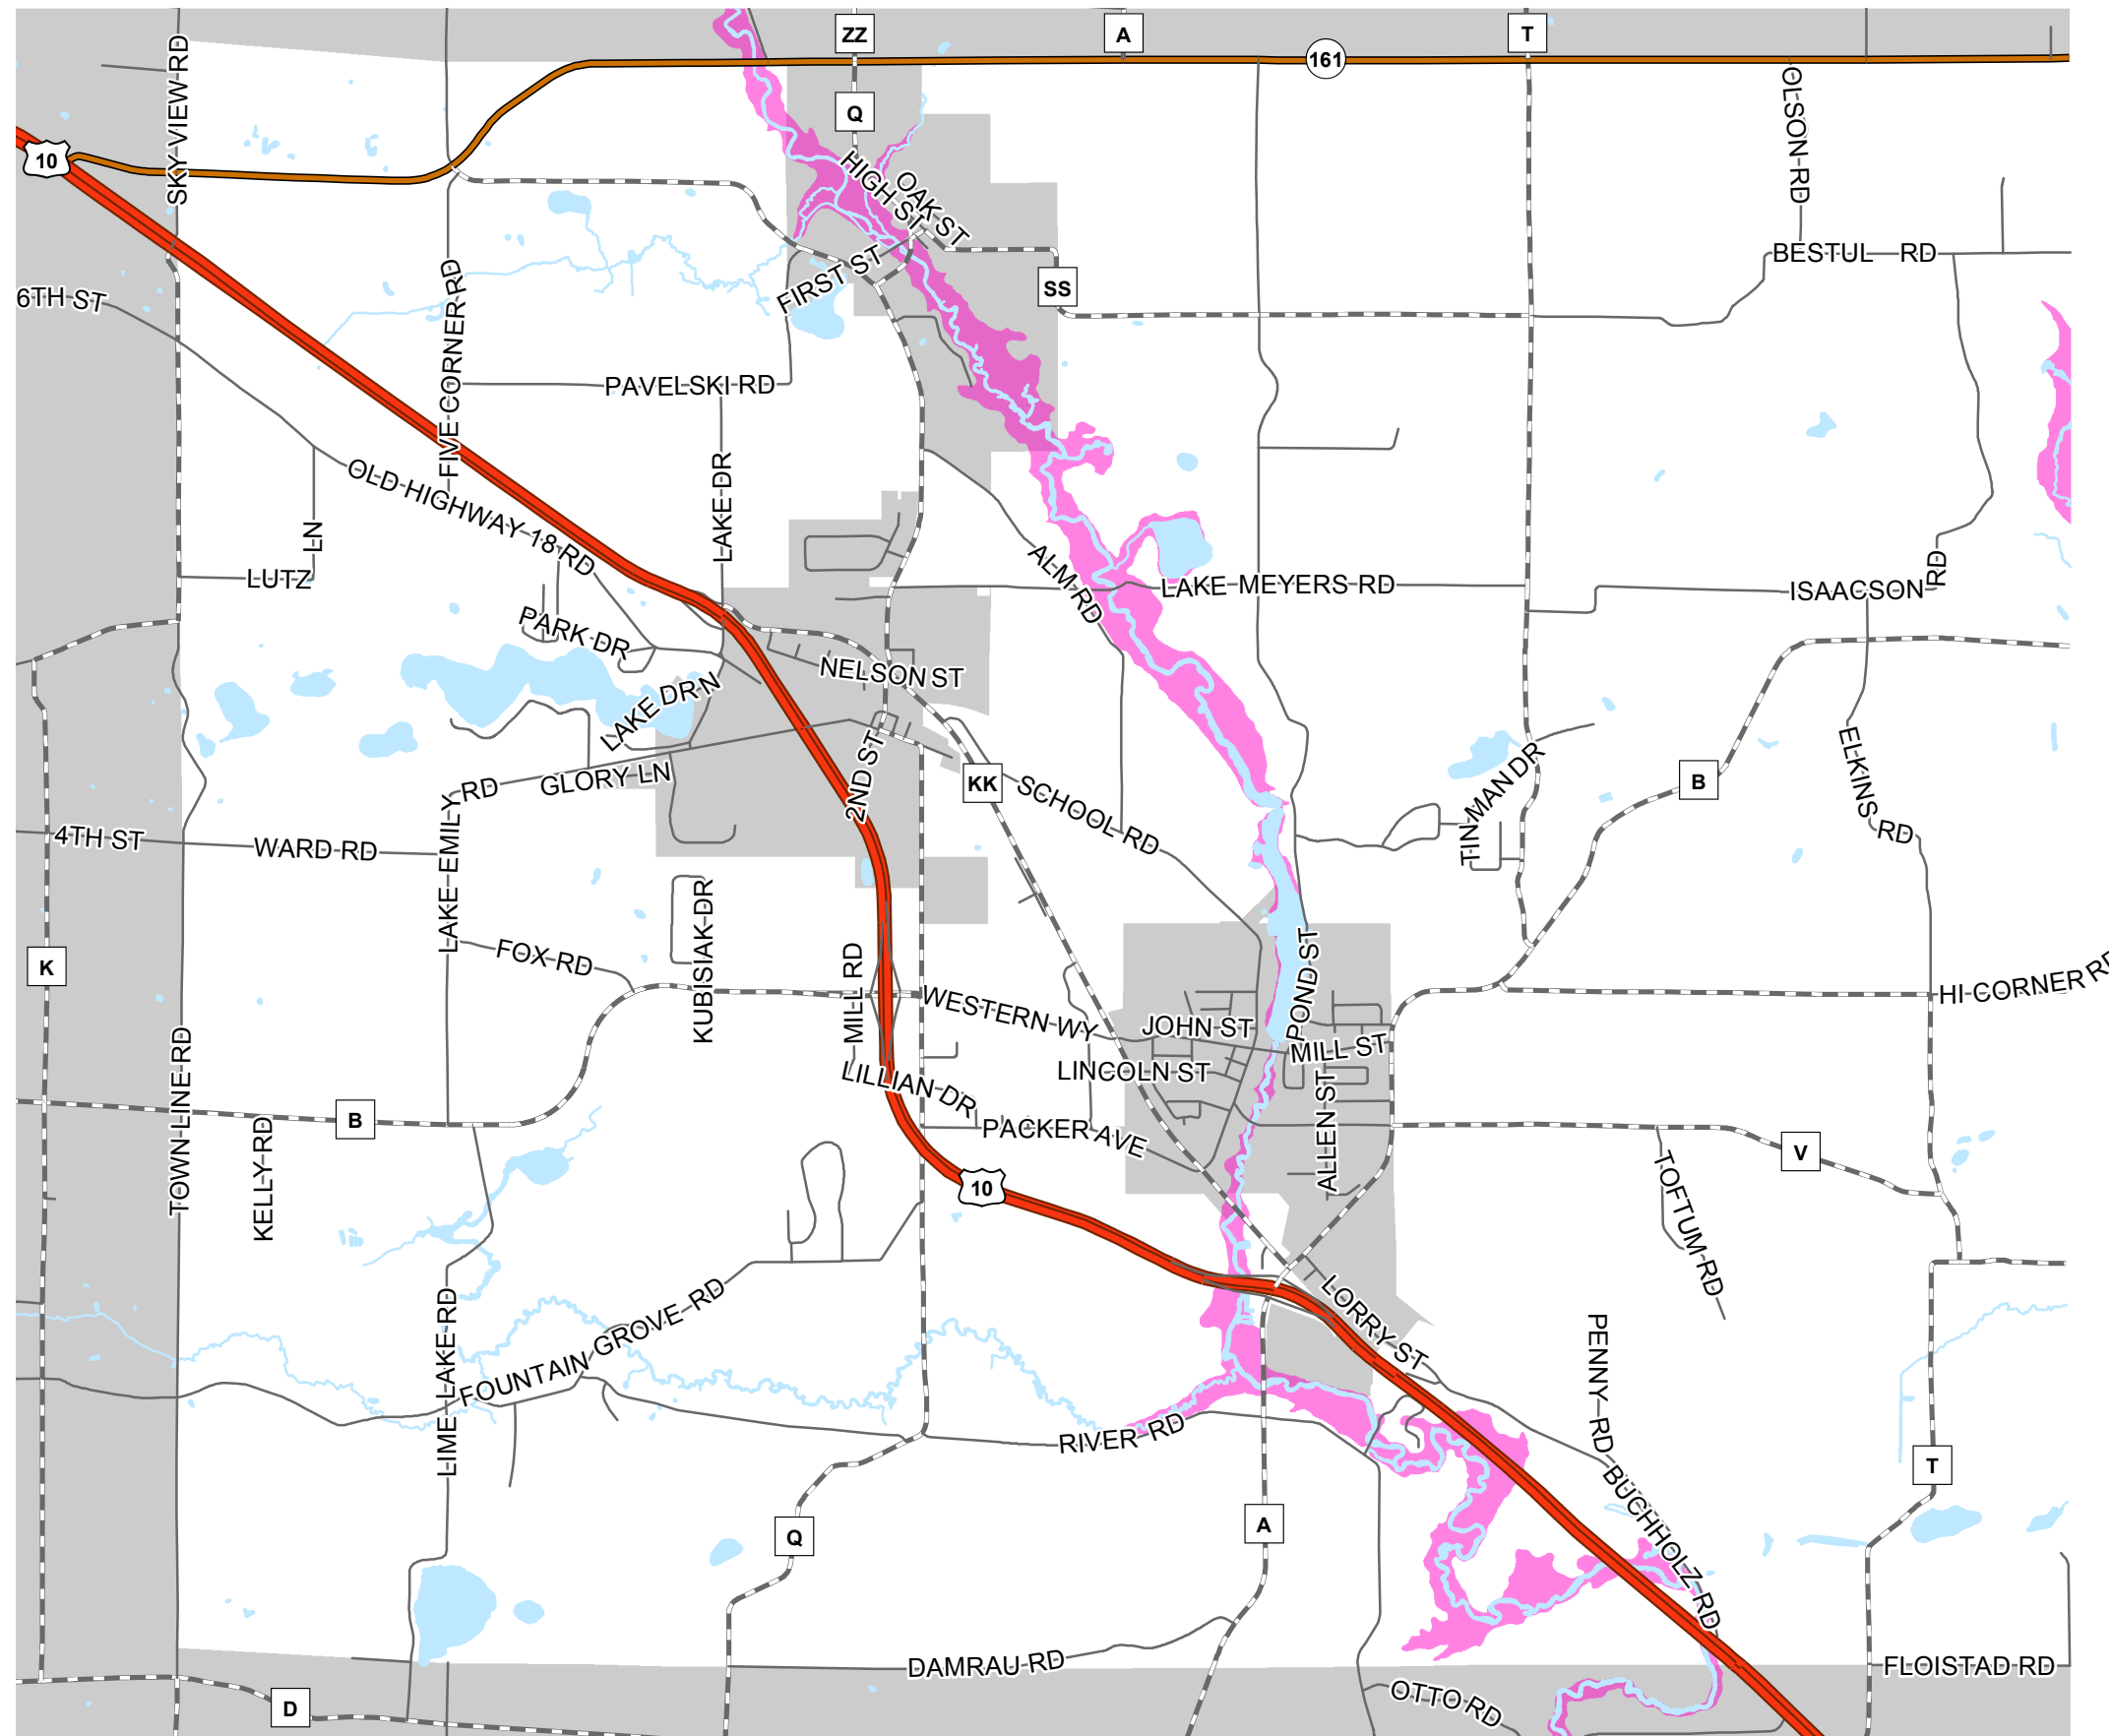 ZZ
A
T
161
SKY VIEW RD
OLSON RD
Q
10
HIGH ST
OAK ST
BESTUL RD
6TH ST
FIRST ST
SS
FIVE CORNER RD
PAVELSKI RD
OLD HIGHWAY 18 RD
LAKE DR
LN
LUTZ
ALM RD
LAKE MEYERS RD
ISAACSON
RD
PARK DR
NELSON ST
LAKE DR N
2ND ST
KK
SCHOOL RD
TIN MAN DR
B
ELKINS RD
RD
GLORY LN
LAKE EMILY
4TH ST
WARD RD
KUBISIAK DR
FOX RD
K
MILL RD
WESTERN WY
JOHN ST
POND ST
HI CORNER RD
MILL ST
LINCOLN ST
LILLIAN DR
PACKER AVE
ALLEN ST
TOWN LINE RD
B
KELLY RD
V
TOFTUM RD
10
LORRY ST
LIME LAKE RD
FOUNTAIN GROVE RD
PENNY RD
RIVER RD
BUCHHOLZ RD
T
Q
A
DAMRAU RD
FLOISTAD RD
OTTO RD
D